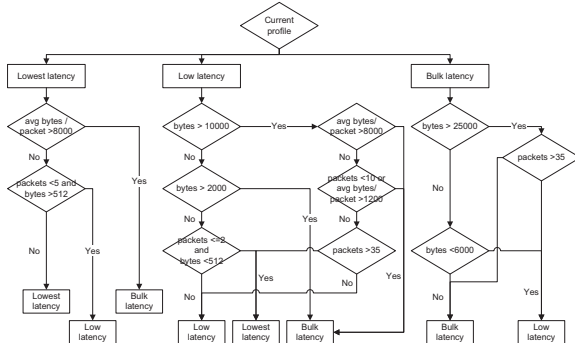 Current
profile
Lowest latency
Low latency
Bulk latency
avg bytes /
packet >8000
bytes > 10000
Yes
avg bytes/
packet >8000
bytes > 25000
Yes
packets >35
No
No
No
packets <5 and
bytes >512
Yes
bytes > 2000
packets <10 or
avg bytes/
packet >1200
No
No
Yes
No
No
Yes
packets <=2
and
bytes <512
packets >35
Yes
Yes
bytes <6000
No
No
Yes
No
Yes
Lowest
latency
Bulk
latency
Low
latency
Low
latency
Lowest
latency
Bulk
latency
Bulk
latency
Low
latency